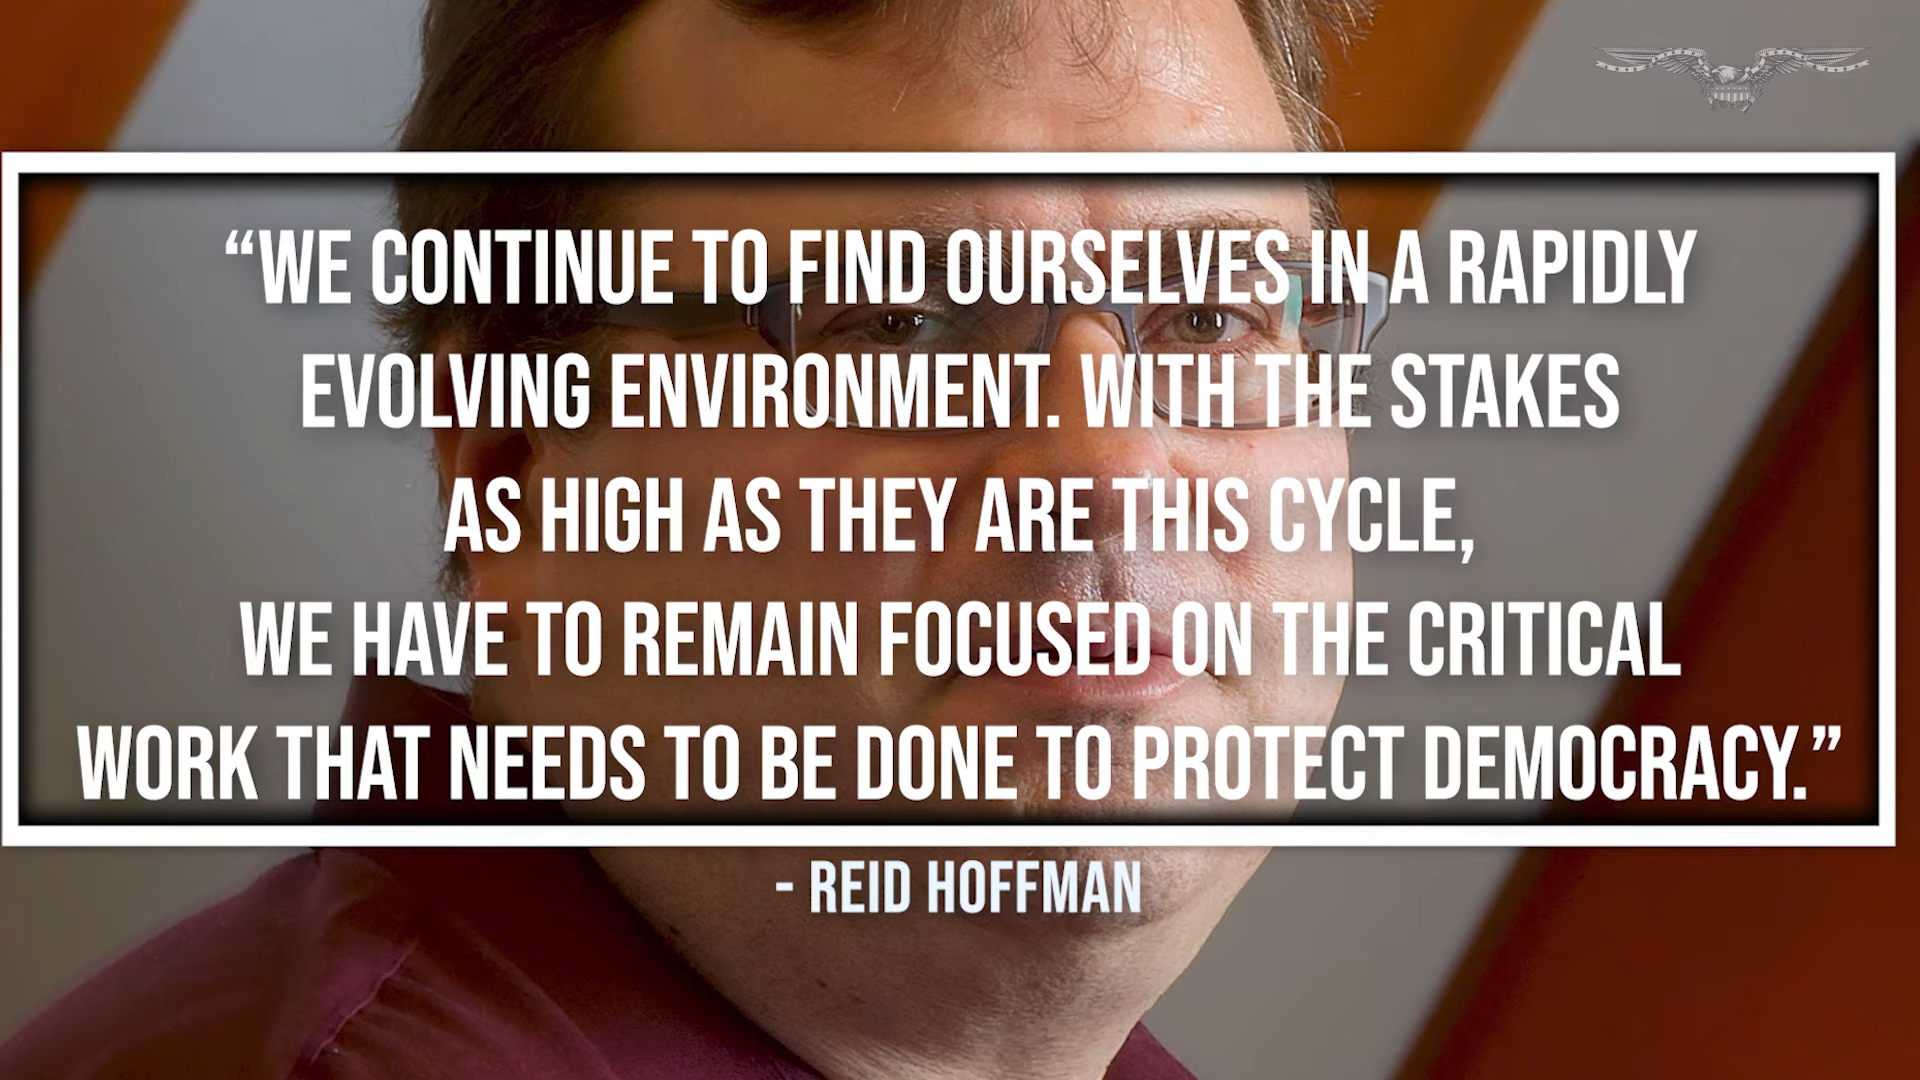 “WE CONTINUE TO FIND OURSELVES IN A RAPIDLY
EVOLVING ENVIRONMENT. WITH THE STAKES
AS HIGH AS THEY ARE THIS CYCLE,
WE HAVE TO REMAIN FOCUSED ON THE CRITICAL
WORK THAT NEEDS TO BE DONE TO PROTECT DEMOCRACY.”
- REID HOFFMAN